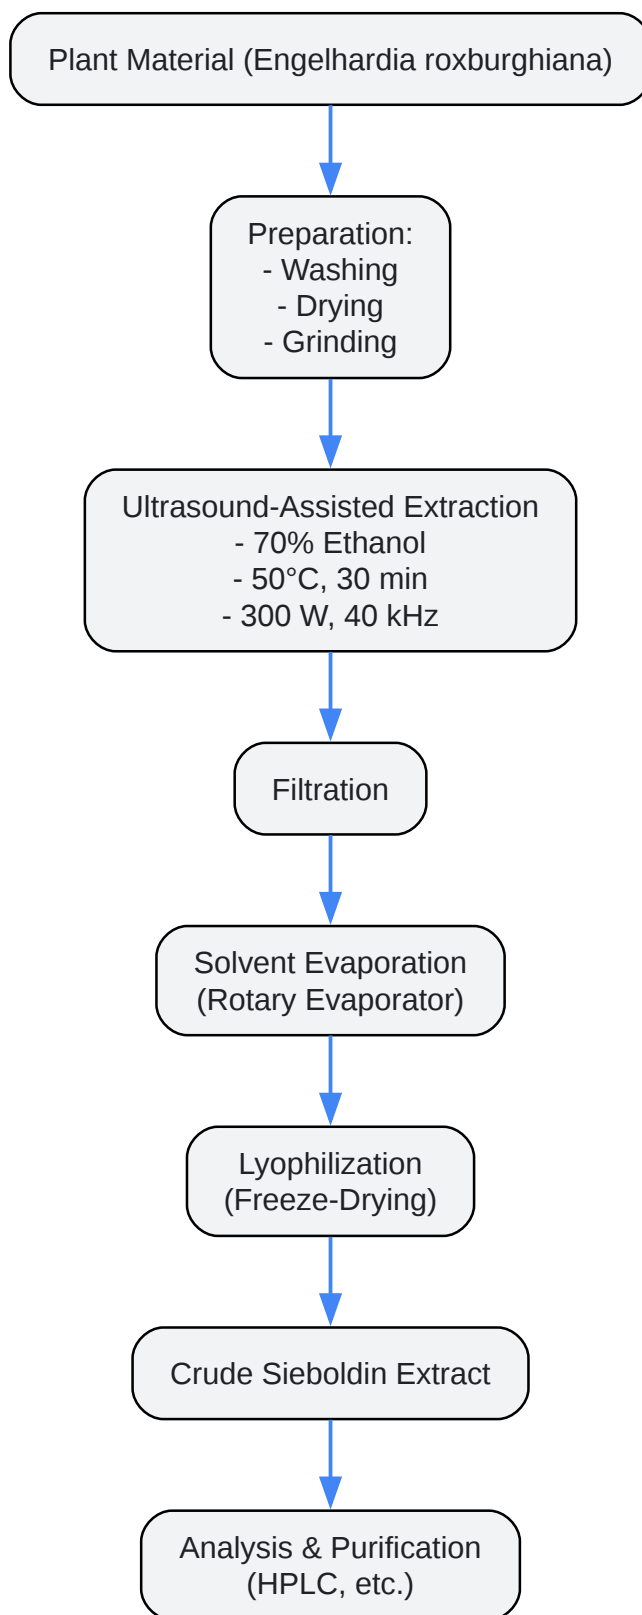 Plant Material (Engelhardia roxburghiana)
Preparation:
- Washing
- Drying
- Grinding
Ultrasound-Assisted Extraction
- 70% Ethanol
- 50°C, 30 min
- 300 W, 40 kHz
Filtration
Solvent Evaporation
(Rotary Evaporator)
Lyophilization
(Freeze-Drying)
Crude Sieboldin Extract
Analysis & Purification
(HPLC, etc.)